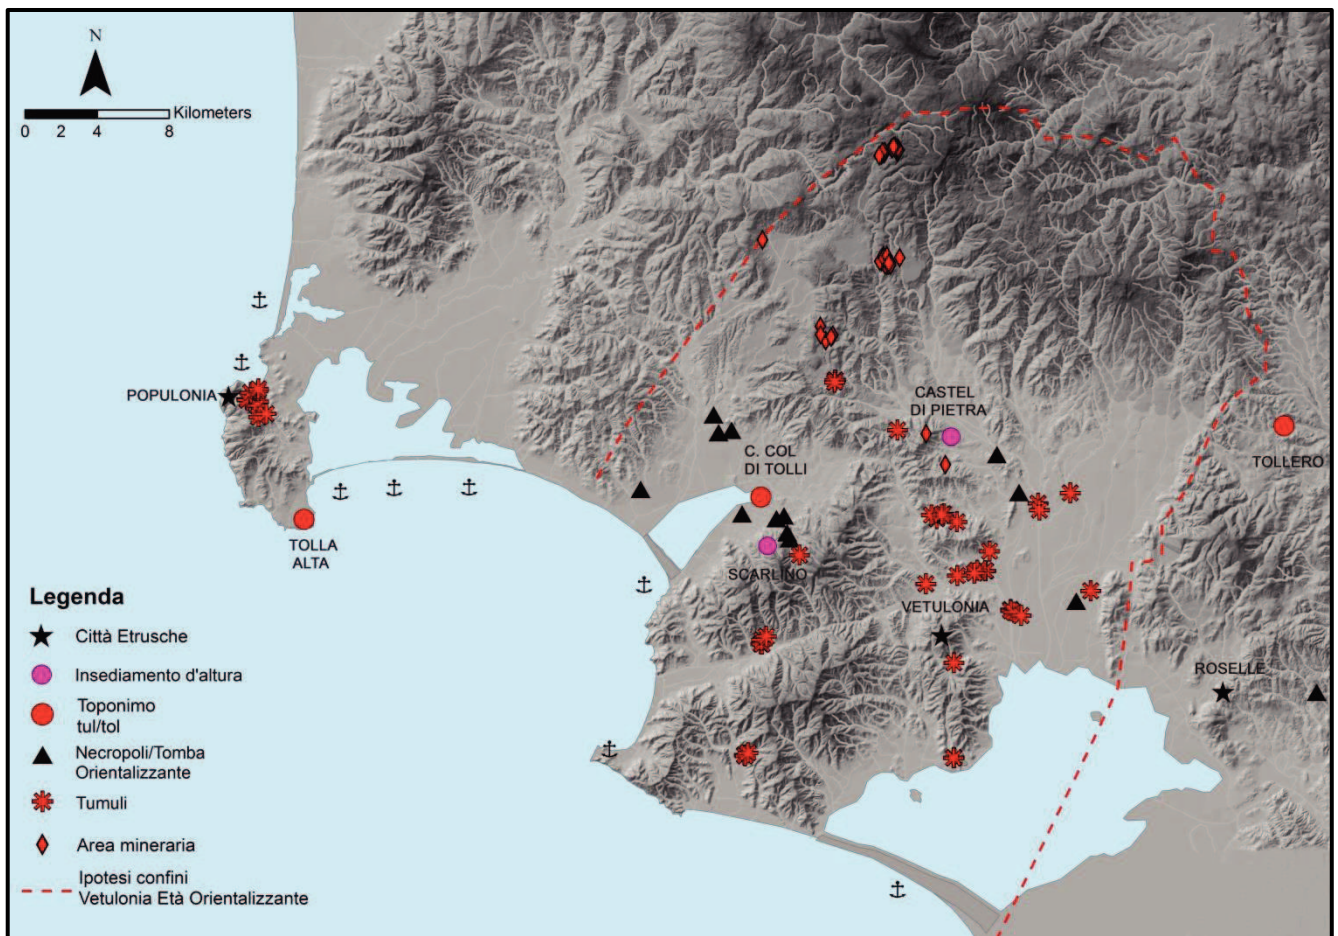 N
Kilometers
0 2 4 8
POPULONIA
CASTEL
DI PIETRA
C. COL
DI TOLLI
TOLLERO
TOLLA
ALTA
SCARLINO
VETULONIA
ROSELLE
Legenda
Città Etrusche
Insediamento d'altura
Toponimo
tul/tol
Necropoli/Tomba
Orientalizzante
Tumuli
Area mineraria
Ipotesi confini
Vetulonia Età Orientalizzante